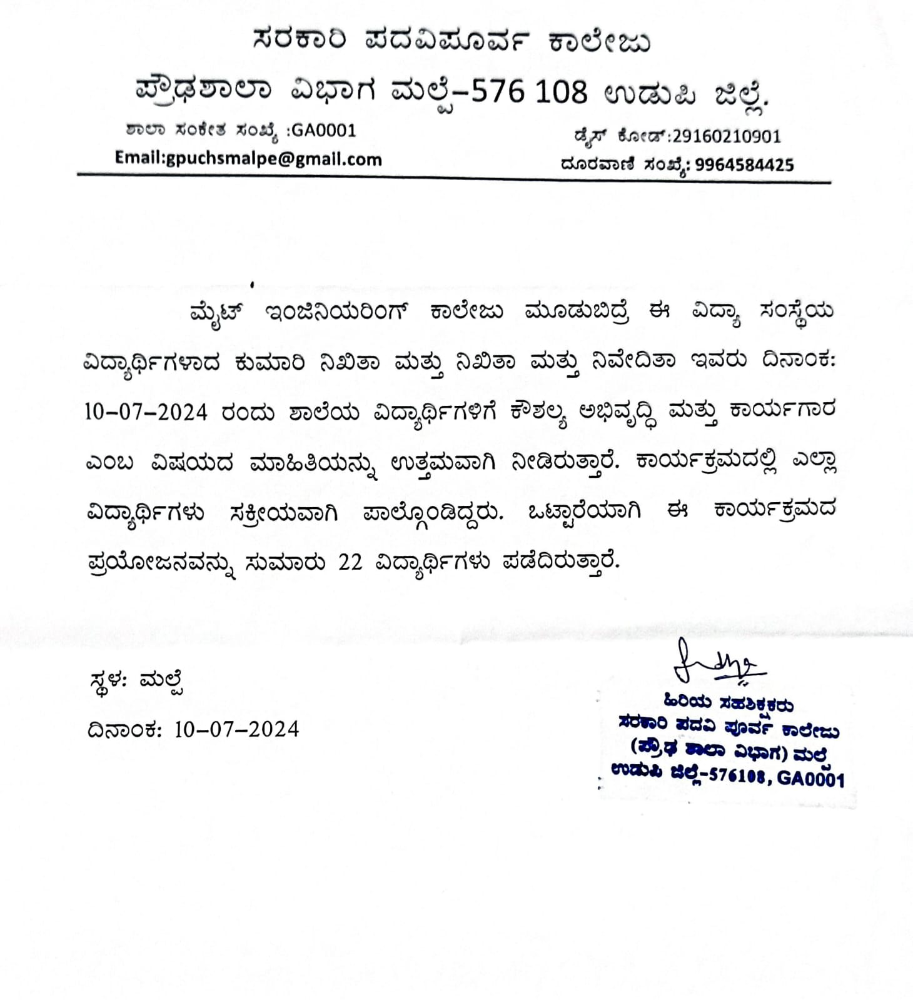 ಸರಕಾರಿ ಪದವಿಪೂರ್ವ ಕಾಲೇಜು
ಪ್ರೌಢಶಾಲಾ ವಿಭಾಗ ಮಲ್ಪೆ–576 108 ಉಡುಪಿ ಜಿಲ್ಲೆ.
ಶಾಲಾ ಸಂಕೇತ ಸಂಖ್ಯೆ :GA0001 ಡೈಸ್ ಕೋಡ್:29160210901
Email:gpuchsmalpe@gmail.com ದೂರವಾಣಿ ಸಂಖ್ಯೆ: 9964584425
ಮೈಟ್ ಇಂಜಿನಿಯರಿಂಗ್ ಕಾಲೇಜು ಮೂಡುಬಿದ್ರೆ ಈ ವಿದ್ಯಾ ಸಂಸ್ಥೆಯ
ವಿದ್ಯಾರ್ಥಿಗಳಾದ ಕುಮಾರಿ ನಿಖಿತಾ ಮತ್ತು ನಿಖಿತಾ ಮತ್ತು ನಿವೇದಿತಾ ಇವರು ದಿನಾಂಕ:
10–07–2024 ರಂದು ಶಾಲೆಯ ವಿದ್ಯಾರ್ಥಿಗಳಿಗೆ ಕೌಶಲ್ಯ ಅಭಿವೃದ್ಧಿ ಮತ್ತು ಕಾರ್ಯಗಾರ
ಎಂಬ ವಿಷಯದ ಮಾಹಿತಿಯನ್ನು ಉತ್ತಮವಾಗಿ ನೀಡಿರುತ್ತಾರೆ. ಕಾರ್ಯಕ್ರಮದಲ್ಲಿ ಎಲ್ಲಾ
ವಿದ್ಯಾರ್ಥಿಗಳು ಸಕ್ರೀಯವಾಗಿ ಪಾಲ್ಗೊಂಡಿದ್ದರು. ಒಟ್ಟಾರೆಯಾಗಿ ಈ ಕಾರ್ಯಕ್ರಮದ
ಪ್ರಯೋಜನವನ್ನು ಸುಮಾರು 22 ವಿದ್ಯಾರ್ಥಿಗಳು ಪಡೆದಿರುತ್ತಾರೆ.
ಸ್ಥಳ: ಮಲ್ಪೆ
ದಿನಾಂಕ: 10–07–2024
ಹಿರಿಯ ಸಹಶಿಕ್ಷಕರು
ಸರಕಾರಿ ಪದವಿ ಪೂರ್ವ ಕಾಲೇಜು
(ಪ್ರೌಢ ಶಾಲಾ ವಿಭಾಗ) ಮಲ್ಪೆ
ಉಡುಪಿ ಜಿಲ್ಲೆ-576108, GA0001